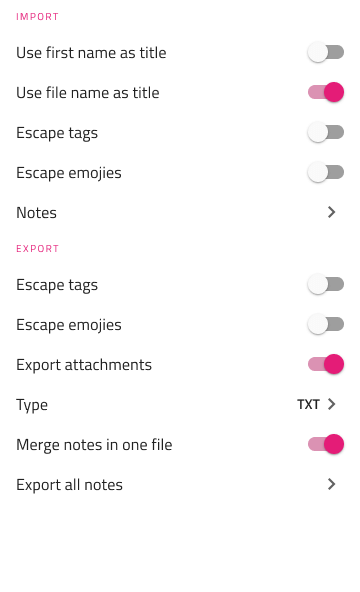 IMPORT
Use first name as title
Use file name as title
Escape tags
Escape emojies
Notes
EXPORT
Escape tags
Escape emojies
Export attachments
Type TXT
Merge notes in one file
Export all notes